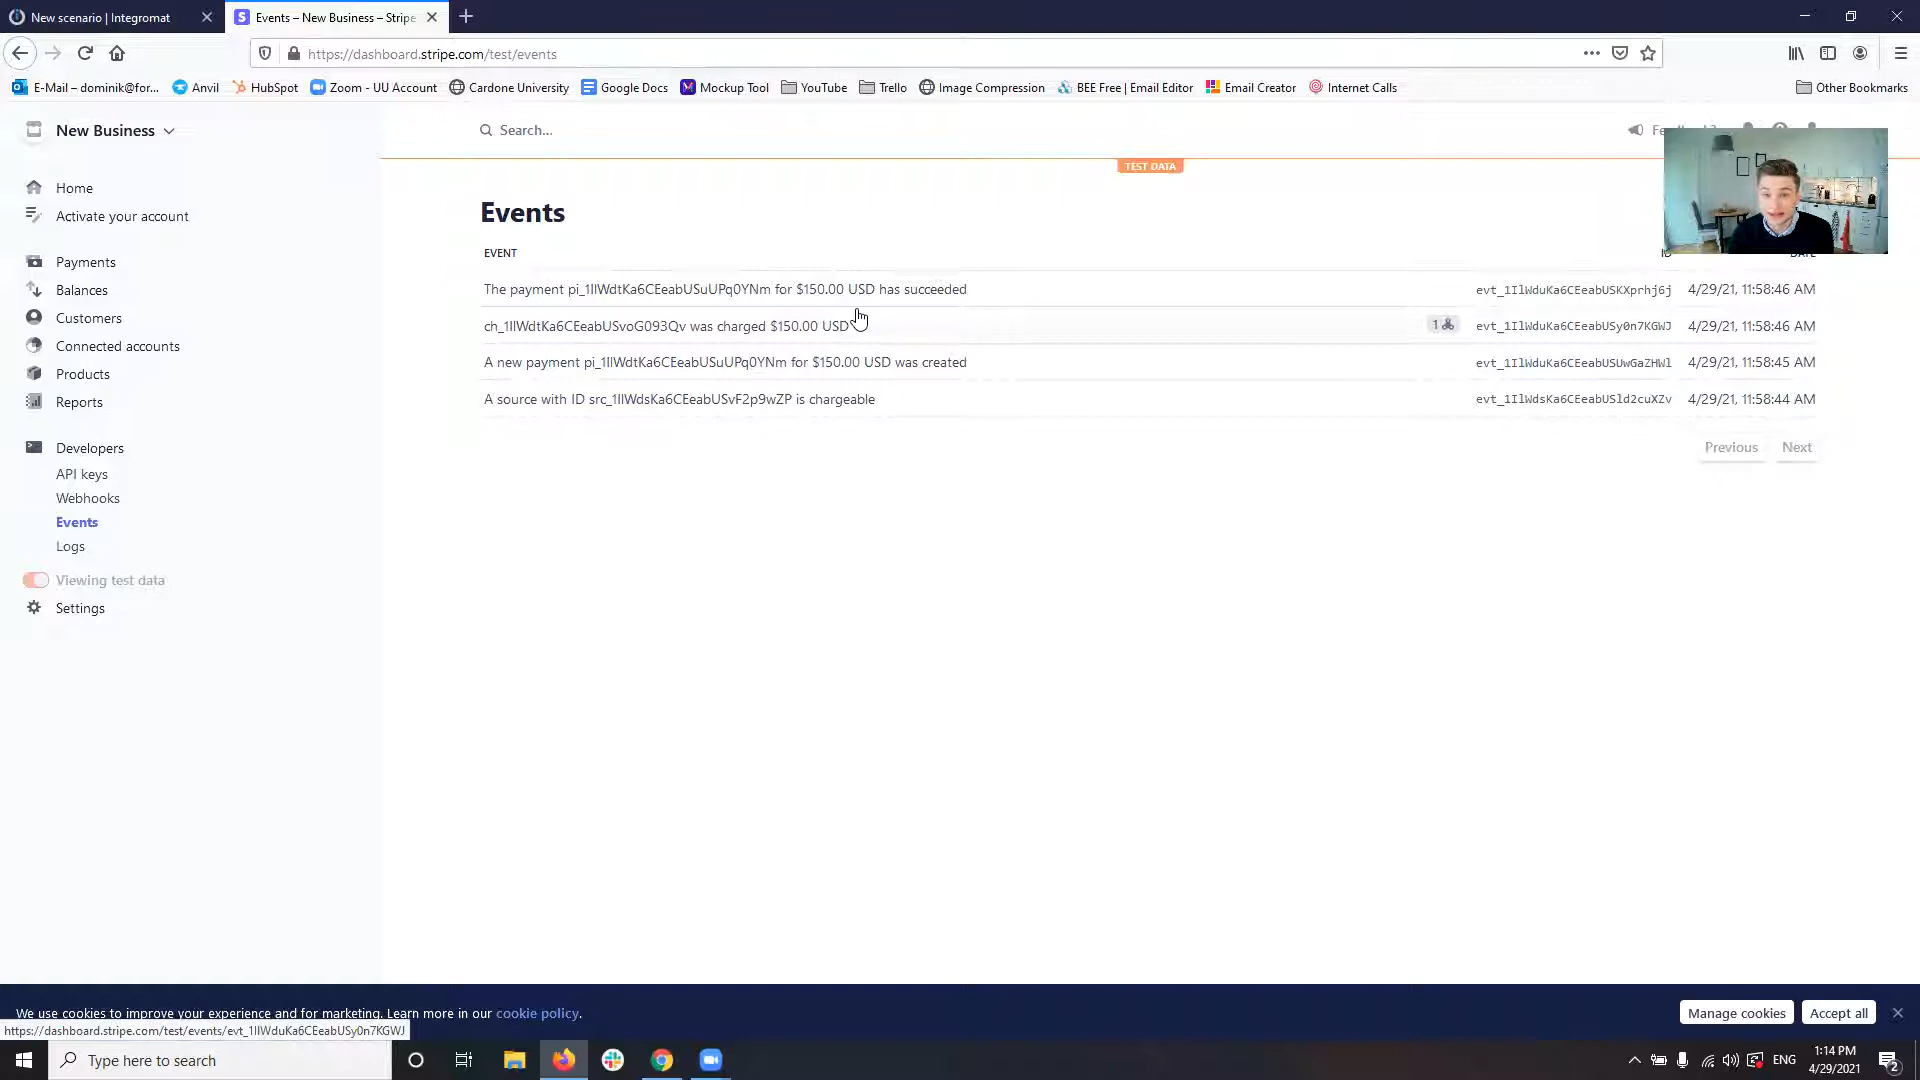 New scenario | Integromat
Events – New Business – Stripe
https://dashboard.stripe.com/test/events
E-Mail – dominik@for...
Anvil
HubSpot
Zoom - UU Account
Cardone University
Google Docs
Mockup Tool
YouTube
Trello
Image Compression
BEE Free | Email Editor
Email Creator
Internet Calls
Other Bookmarks
New Business
Search...
TEST DATA
Home
Activate your account
Payments
Balances
Customers
Connected accounts
Products
Reports
Developers
API keys
Webhooks
Events
Logs
Viewing test data
Settings
Events
EVENT
The payment pi_1IlWdtKa6CEeabUSuUPq0YNm for $150.00 USD has succeeded evt_1IlWduKa6CEeabUSKXprhj6j 4/29/21, 11:58:46 AM
ch_1IlWdtKa6CEeabUSvoG093Qv was charged $150.00 USD 1 evt_1IlWduKa6CEeabUSy0n7KGWJ 4/29/21, 11:58:46 AM
A new payment pi_1IlWdtKa6CEeabUSuUPq0YNm for $150.00 USD was created evt_1IlWduKa6CEeabUSUwGaZHWl 4/29/21, 11:58:45 AM
A source with ID src_1IlWdsKa6CEeabUSvF2p9wZP is chargeable evt_1IlWdsKa6CEeabUSld2cuXZv 4/29/21, 11:58:44 AM
Previous Next
We use cookies to improve your experience and for marketing. Learn more in our cookie policy.
Manage cookies
Accept all
https://dashboard.stripe.com/test/events/evt_1IlWduKa6CEeabUSy0n7KGWJ
Type here to search
ENG
1:14 PM
4/29/2021
2